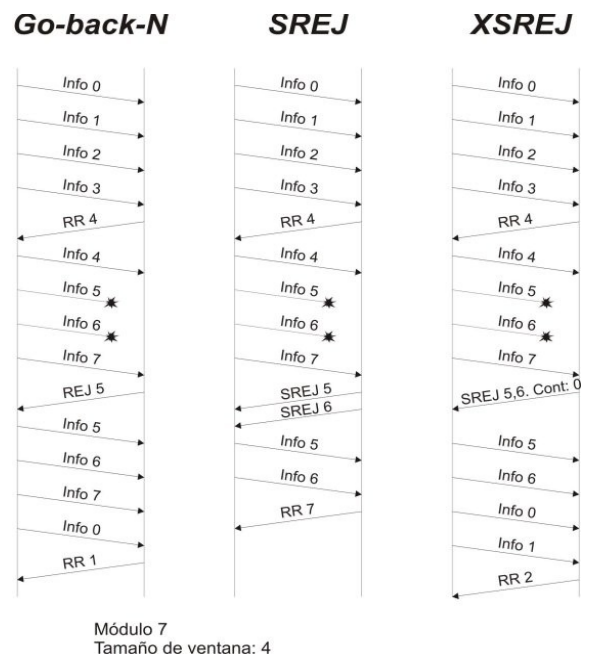 Go-back-N
SREJ
XSREJ
Info 0
Info 1
Info 2
Info 3
RR 4
Info 4
Info 5
Info 6
Info 7
REJ 5
Info 5
Info 6
Info 7
Info 0
RR 1
Info 0
Info 1
Info 2
Info 3
RR 4
Info 4
Info 5
Info 6
Info 7
SREJ 5
SREJ 6
Info 5
Info 6
RR 7
Info 0
Info 1
Info 2
Info 3
RR 4
Info 4
Info 5
Info 6
Info 7
SREJ 5,6. Cont: 0
Info 5
Info 6
Info 0
Info 1
RR 2
Módulo 7
Tamaño de ventana: 4